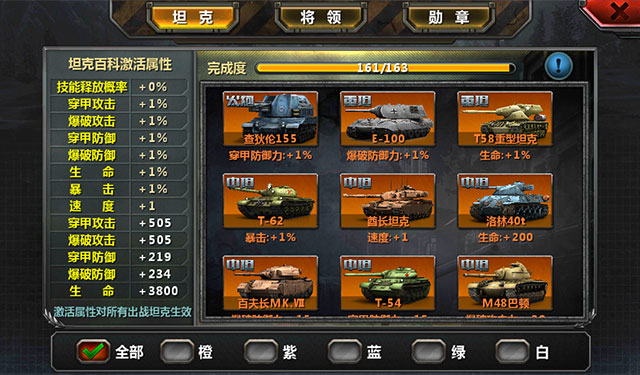 坦克 将领 勋章
坦克百科激活属性
技能释放概率 +0%
穿甲攻击 +1%
爆破攻击 +1%
穿甲防御 +1%
爆破防御 +1%
生 命 +1%
暴 击 +1%
速 度 +1
穿甲攻击 +505
爆破攻击 +505
穿甲防御 +219
爆破防御 +234
生 命 +3800
激活属性对所有出战坦克生效
完成度 161/163
火炮 重坦 重坦
查狄伦155 E-100 T58重型坦克
穿甲防御力:+1% 爆破防御力:+1% 生命:+1%
中坦 中坦 中坦
T-62 酋长坦克 洛林40t
暴击:+1% 速度:+1 生命:+200
中坦 中坦 中坦
百夫长MK.Ⅶ T-54 M48巴顿
全部 橙 紫 蓝 绿 白